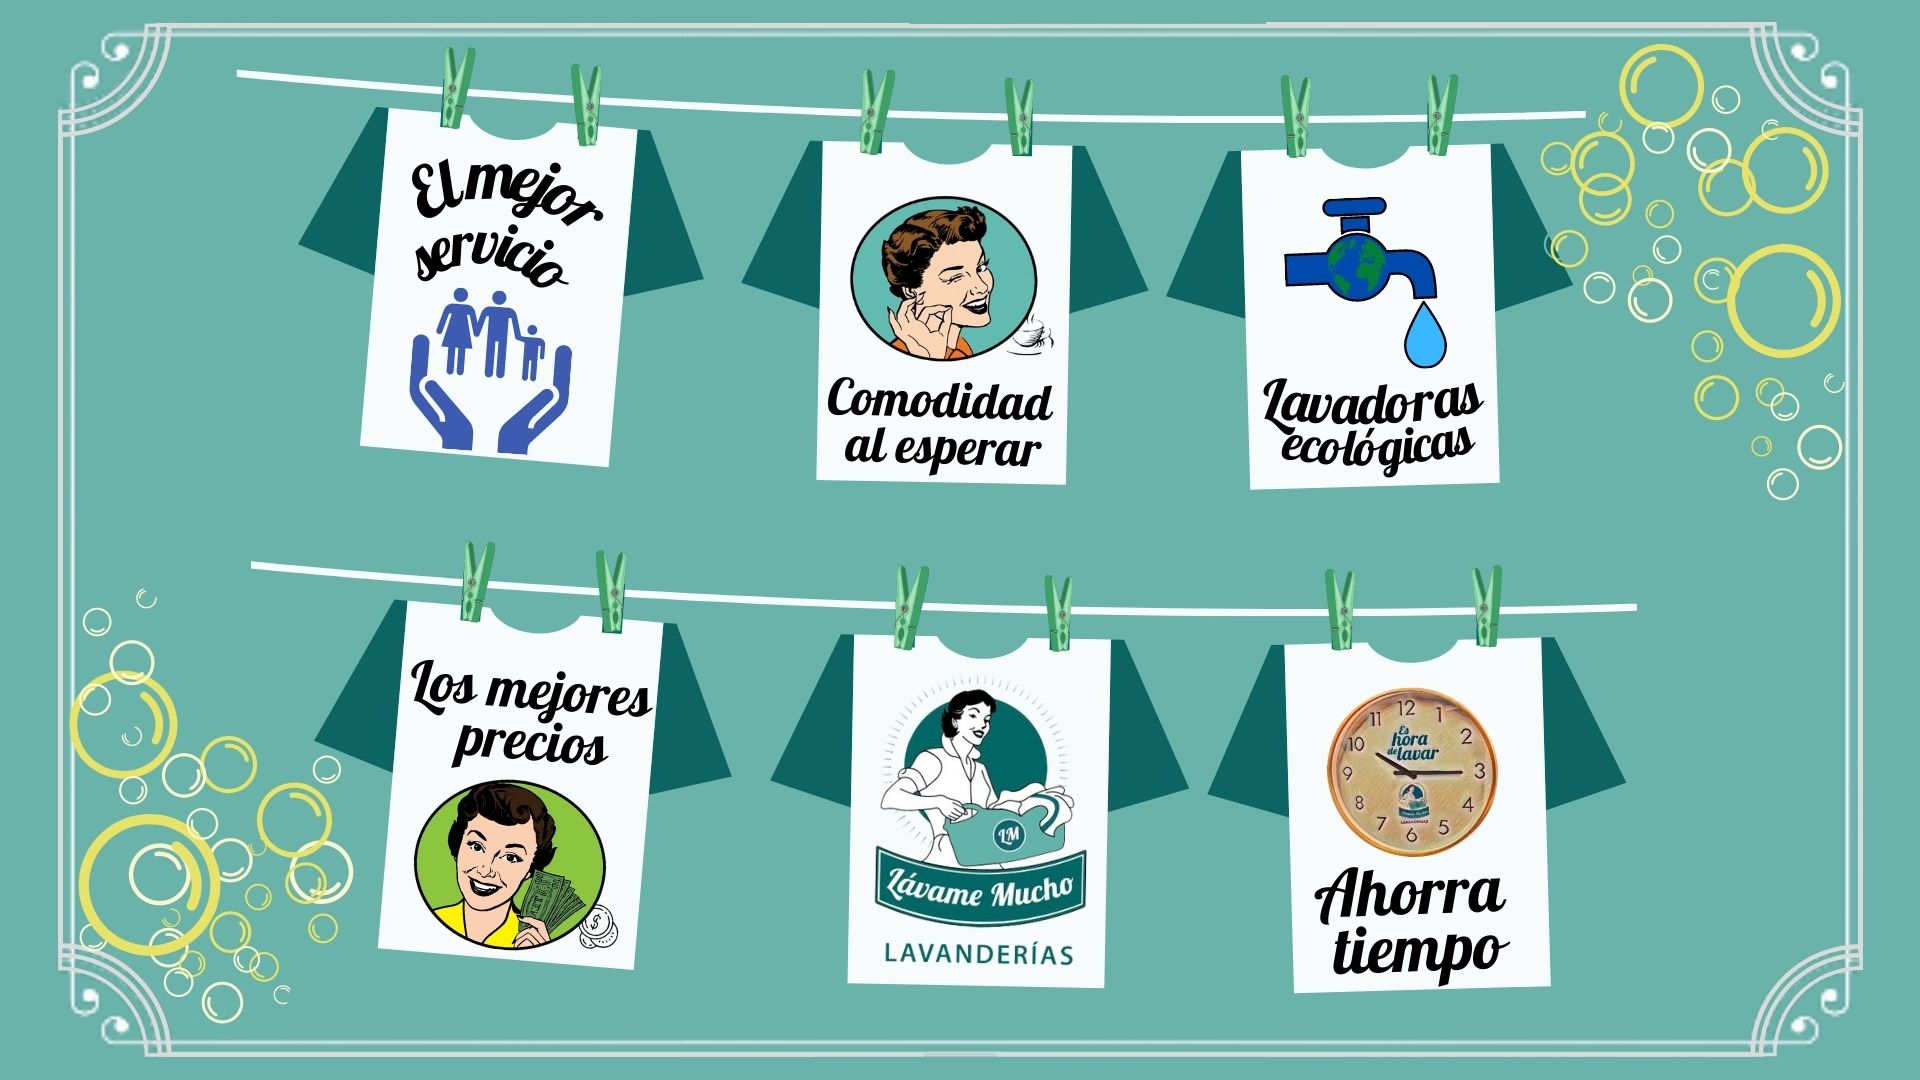 El mejor
servicio
Comodidad
al esperar
Lavadoras
ecológicas
Los mejores
precios
$
LM
Lávame Mucho
LAVANDERÍAS
12
11
1
10
2
9
3
8
4
7
5
6
Es
hora
de lavar
Ahorra
tiempo